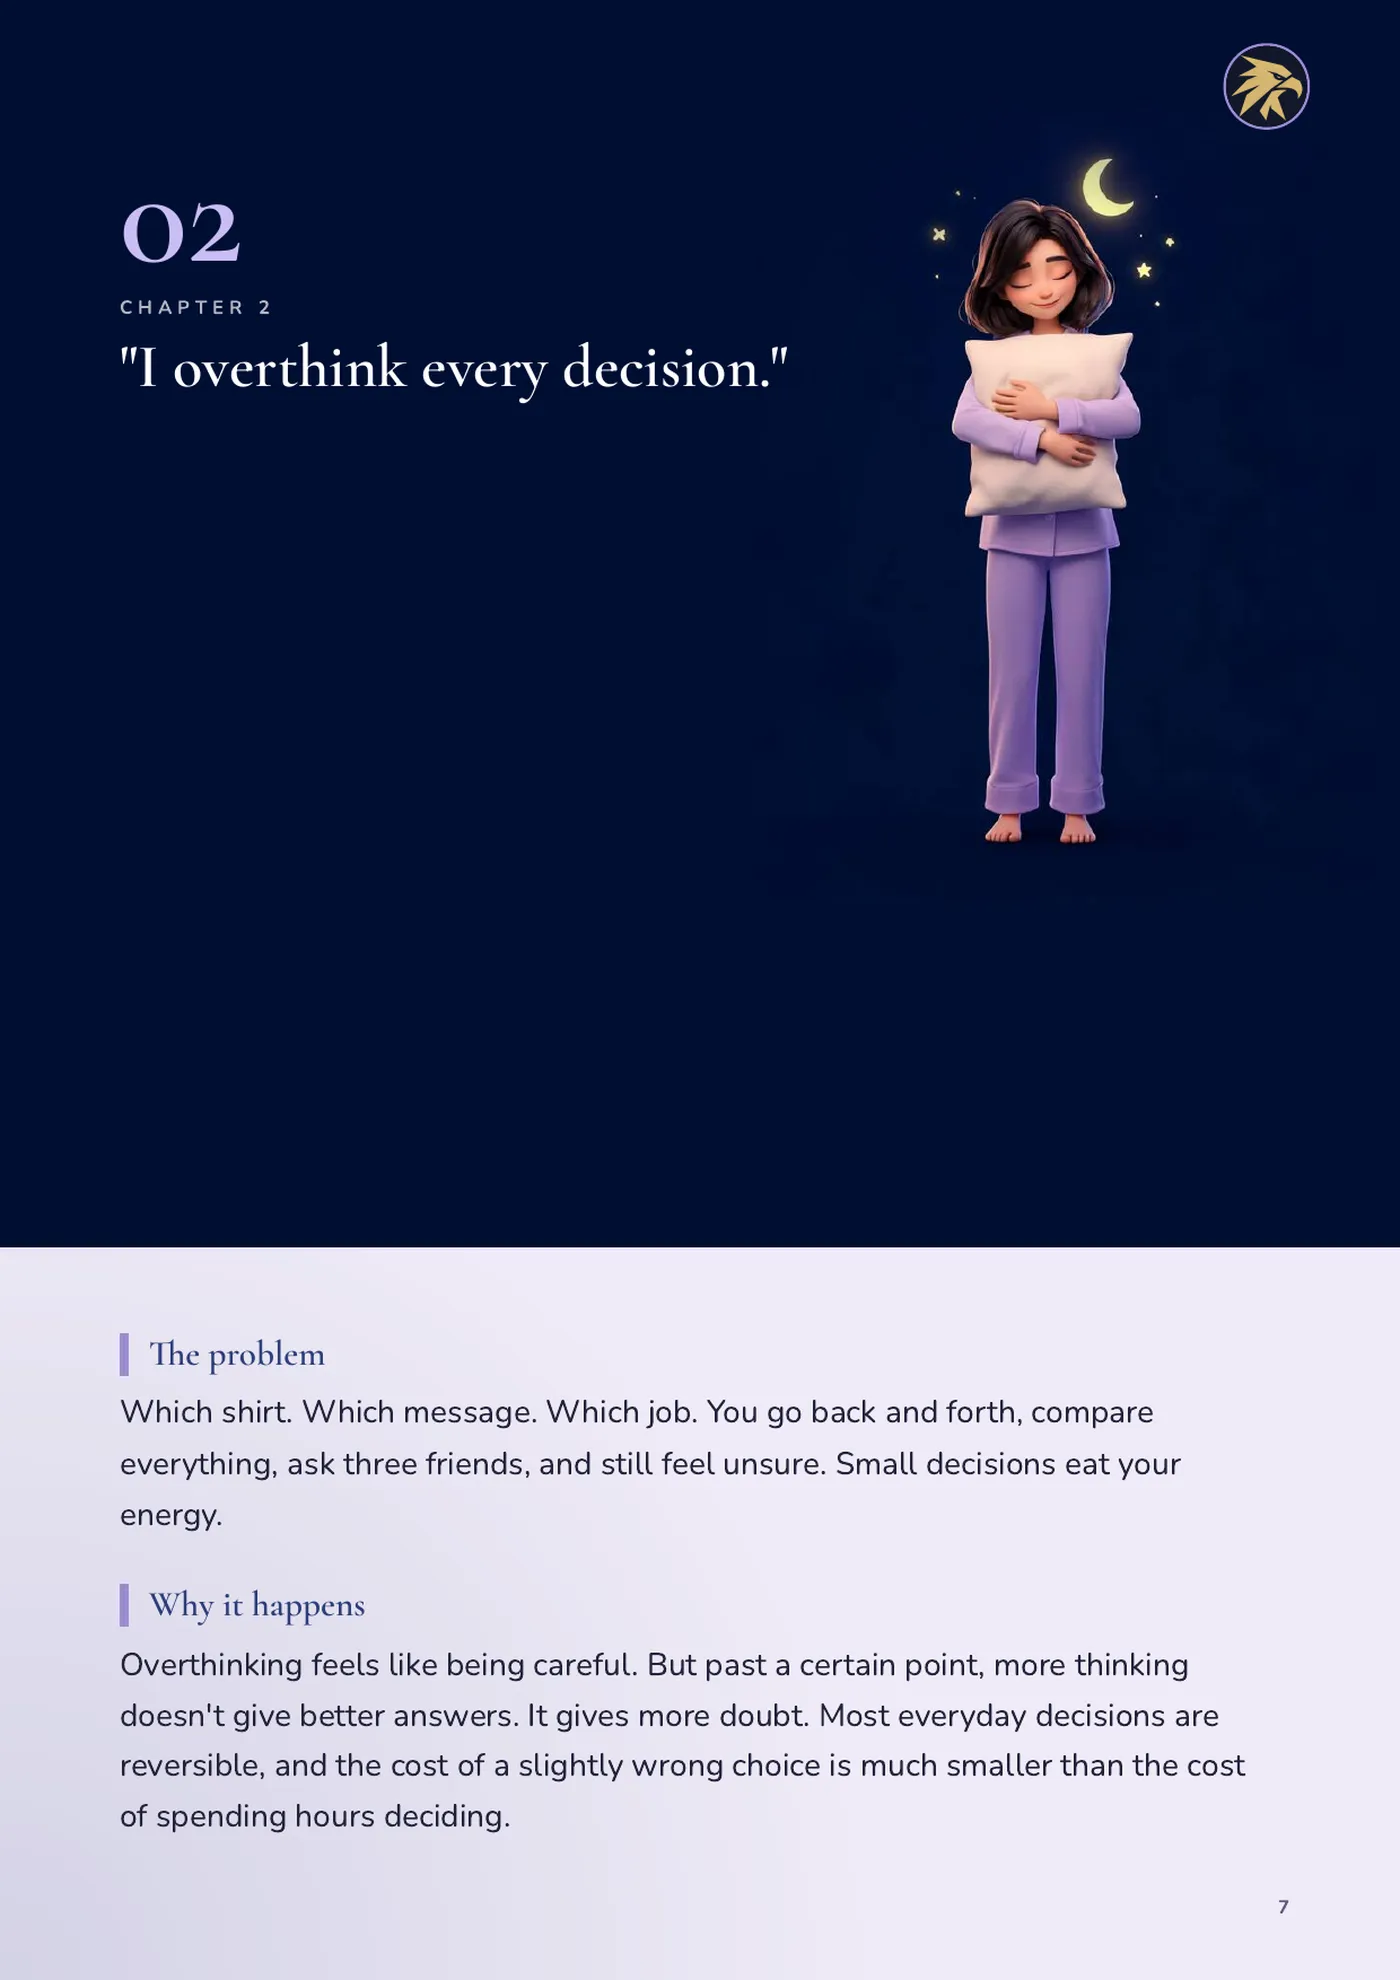 02
CHAPTER 2
"I overthink every decision."
The problem
Which shirt. Which message. Which job. You go back and forth, compare
everything, ask three friends, and still feel unsure. Small decisions eat your
energy.
Why it happens
Overthinking feels like being careful. But past a certain point, more thinking
doesn't give better answers. It gives more doubt. Most everyday decisions are
reversible, and the cost of a slightly wrong choice is much smaller than the cost
of spending hours deciding.
7